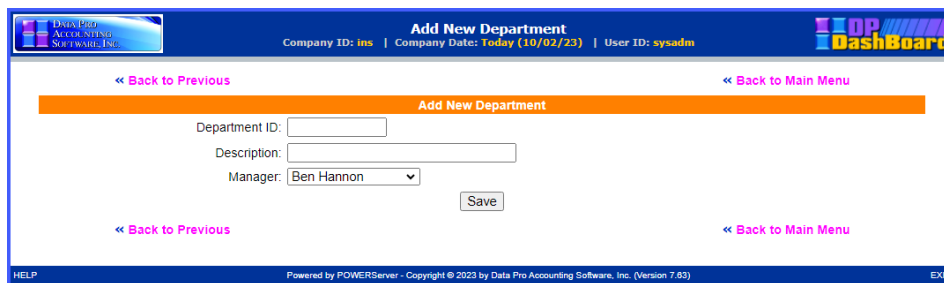 DATA PRO
ACCOUNTING
SOFTWARE, INC.
Add New Department
Company ID: ins | Company Date: Today (10/02/23) | User ID: sysadm
DP
DashBoard
« Back to Previous
« Back to Main Menu
Add New Department
Department ID:
Description:
Manager: Ben Hannon
Save
« Back to Previous
« Back to Main Menu
HELP
Powered by POWERServer - Copyright © 2023 by Data Pro Accounting Software, Inc. (Version 7.63)